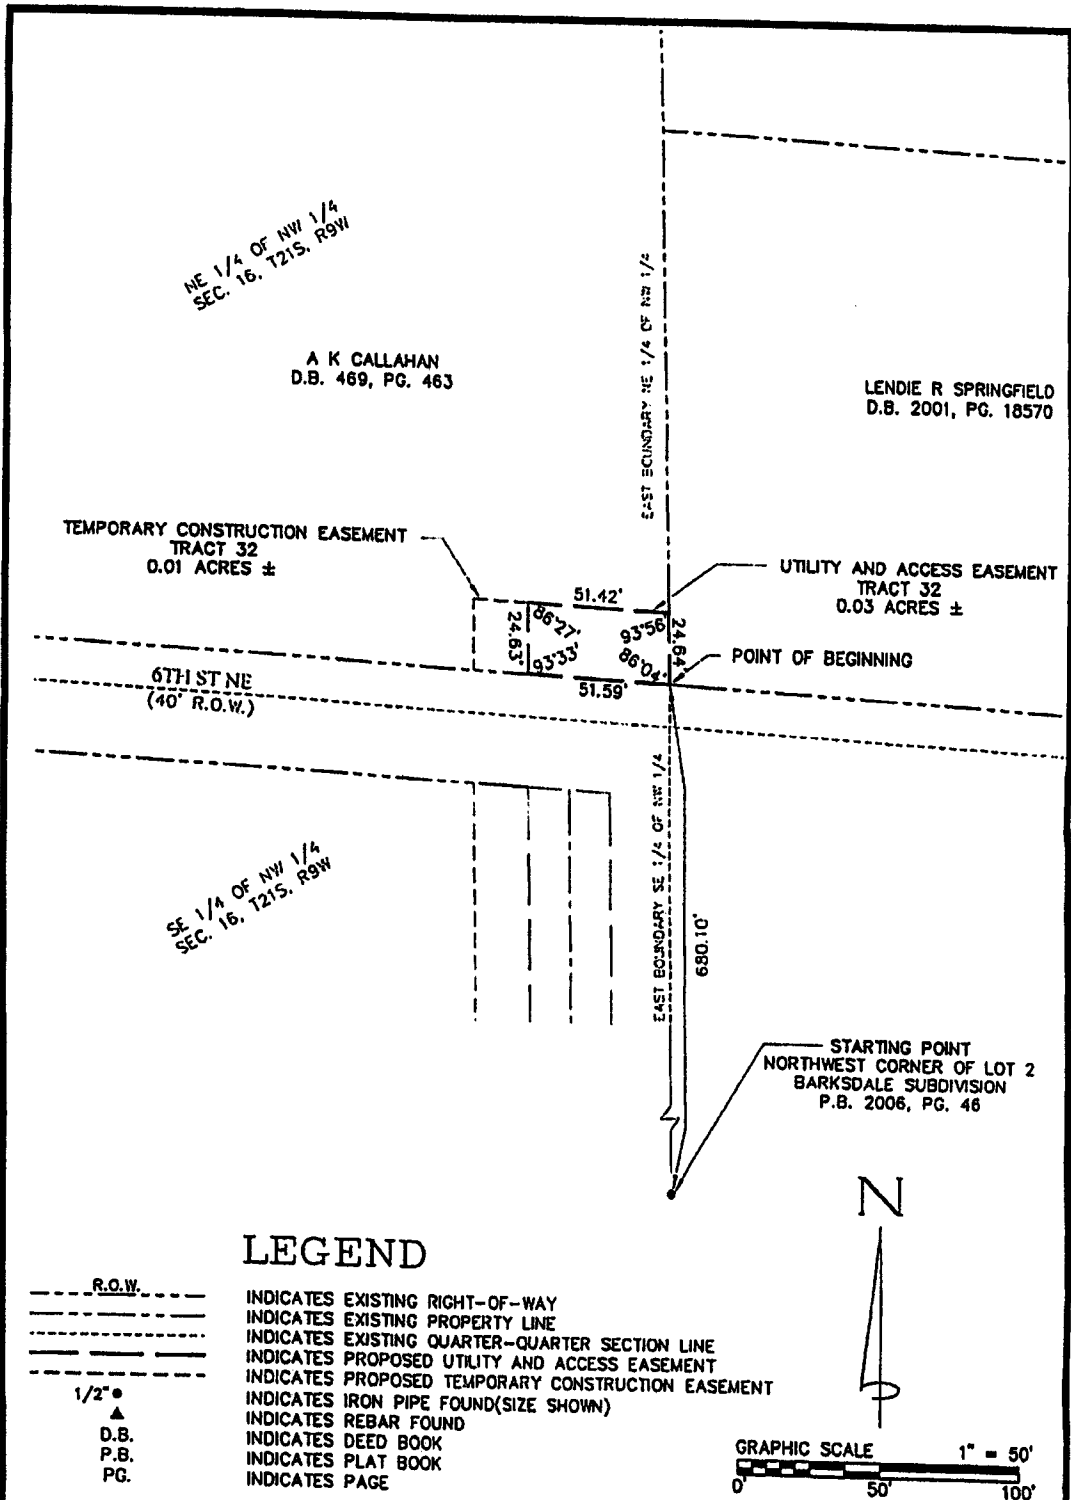 NE 1/4 OF NW 1/4
SEC. 16, T21S, R9W
A K CALLAHAN
D.B. 469, PG. 463
EAST BOUNDARY NE 1/4 OF NW 1/4
LENDIE R SPRINGFIELD
D.B. 2001, PG. 18570
TEMPORARY CONSTRUCTION EASEMENT
TRACT 32
0.01 ACRES ±
UTILITY AND ACCESS EASEMENT
TRACT 32
0.03 ACRES ±
51.42'
86°27'
93°56'
24.63'
24.64'
93°33'
86°04'
51.59'
POINT OF BEGINNING
6TH ST NE
(40' R.O.W.)
EAST BOUNDARY SE 1/4 OF NW 1/4
680.10'
SE 1/4 OF NW 1/4
SEC. 16, T21S, R9W
STARTING POINT
NORTHWEST CORNER OF LOT 2
BARKSDALE SUBDIVISION
P.B. 2006, PG. 46
N
LEGEND
R.O.W.
INDICATES EXISTING RIGHT-OF-WAY
INDICATES EXISTING PROPERTY LINE
INDICATES EXISTING QUARTER-QUARTER SECTION LINE
INDICATES PROPOSED UTILITY AND ACCESS EASEMENT
INDICATES PROPOSED TEMPORARY CONSTRUCTION EASEMENT
1/2" INDICATES IRON PIPE FOUND(SIZE SHOWN)
INDICATES REBAR FOUND
D.B. INDICATES DEED BOOK
P.B. INDICATES PLAT BOOK
PG. INDICATES PAGE
GRAPHIC SCALE 1" = 50'
0' 50' 100'